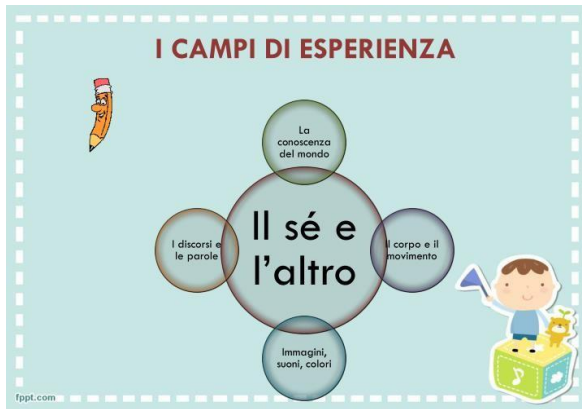 I CAMPI DI ESPERIENZA
La
conoscenza
del mondo
I discorsi e
le parole
Il sé e
l'altro
Il corpo e il
movimento
Immagini,
suoni, colori
fppt.com